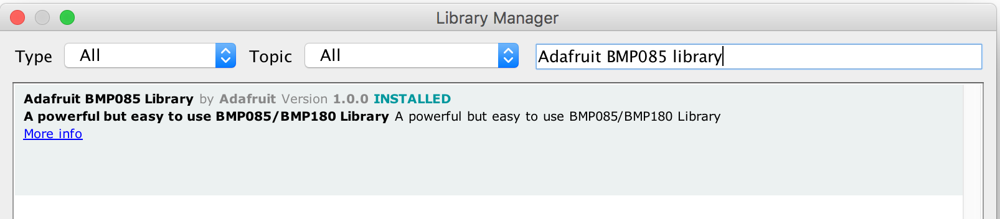 Library Manager
Type All Topic All Adafruit BMP085 library
Adafruit BMP085 Library by Adafruit Version 1.0.0 INSTALLED
A powerful but easy to use BMP085/BMP180 Library A powerful but easy to use BMP085/BMP180 Library
More info